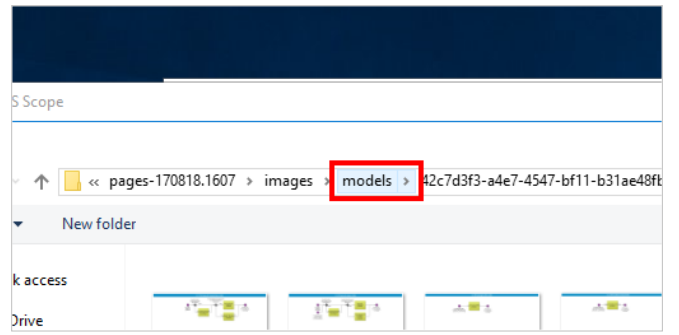 S Scope
« pages-170818.1607 > images > models > 42c7d3f3-a4e7-4547-bf11-b31ae48fb
New folder
k access
Drive